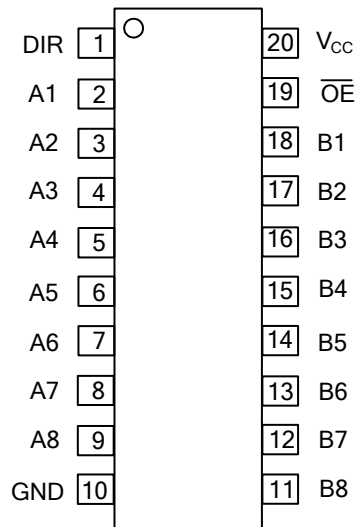 DIR 1 20 V_CC
A1 2 19 O̅E̅
A2 3 18 B1
A3 4 17 B2
A4 5 16 B3
A5 6 15 B4
A6 7 14 B5
A7 8 13 B6
A8 9 12 B7
GND 10 11 B8